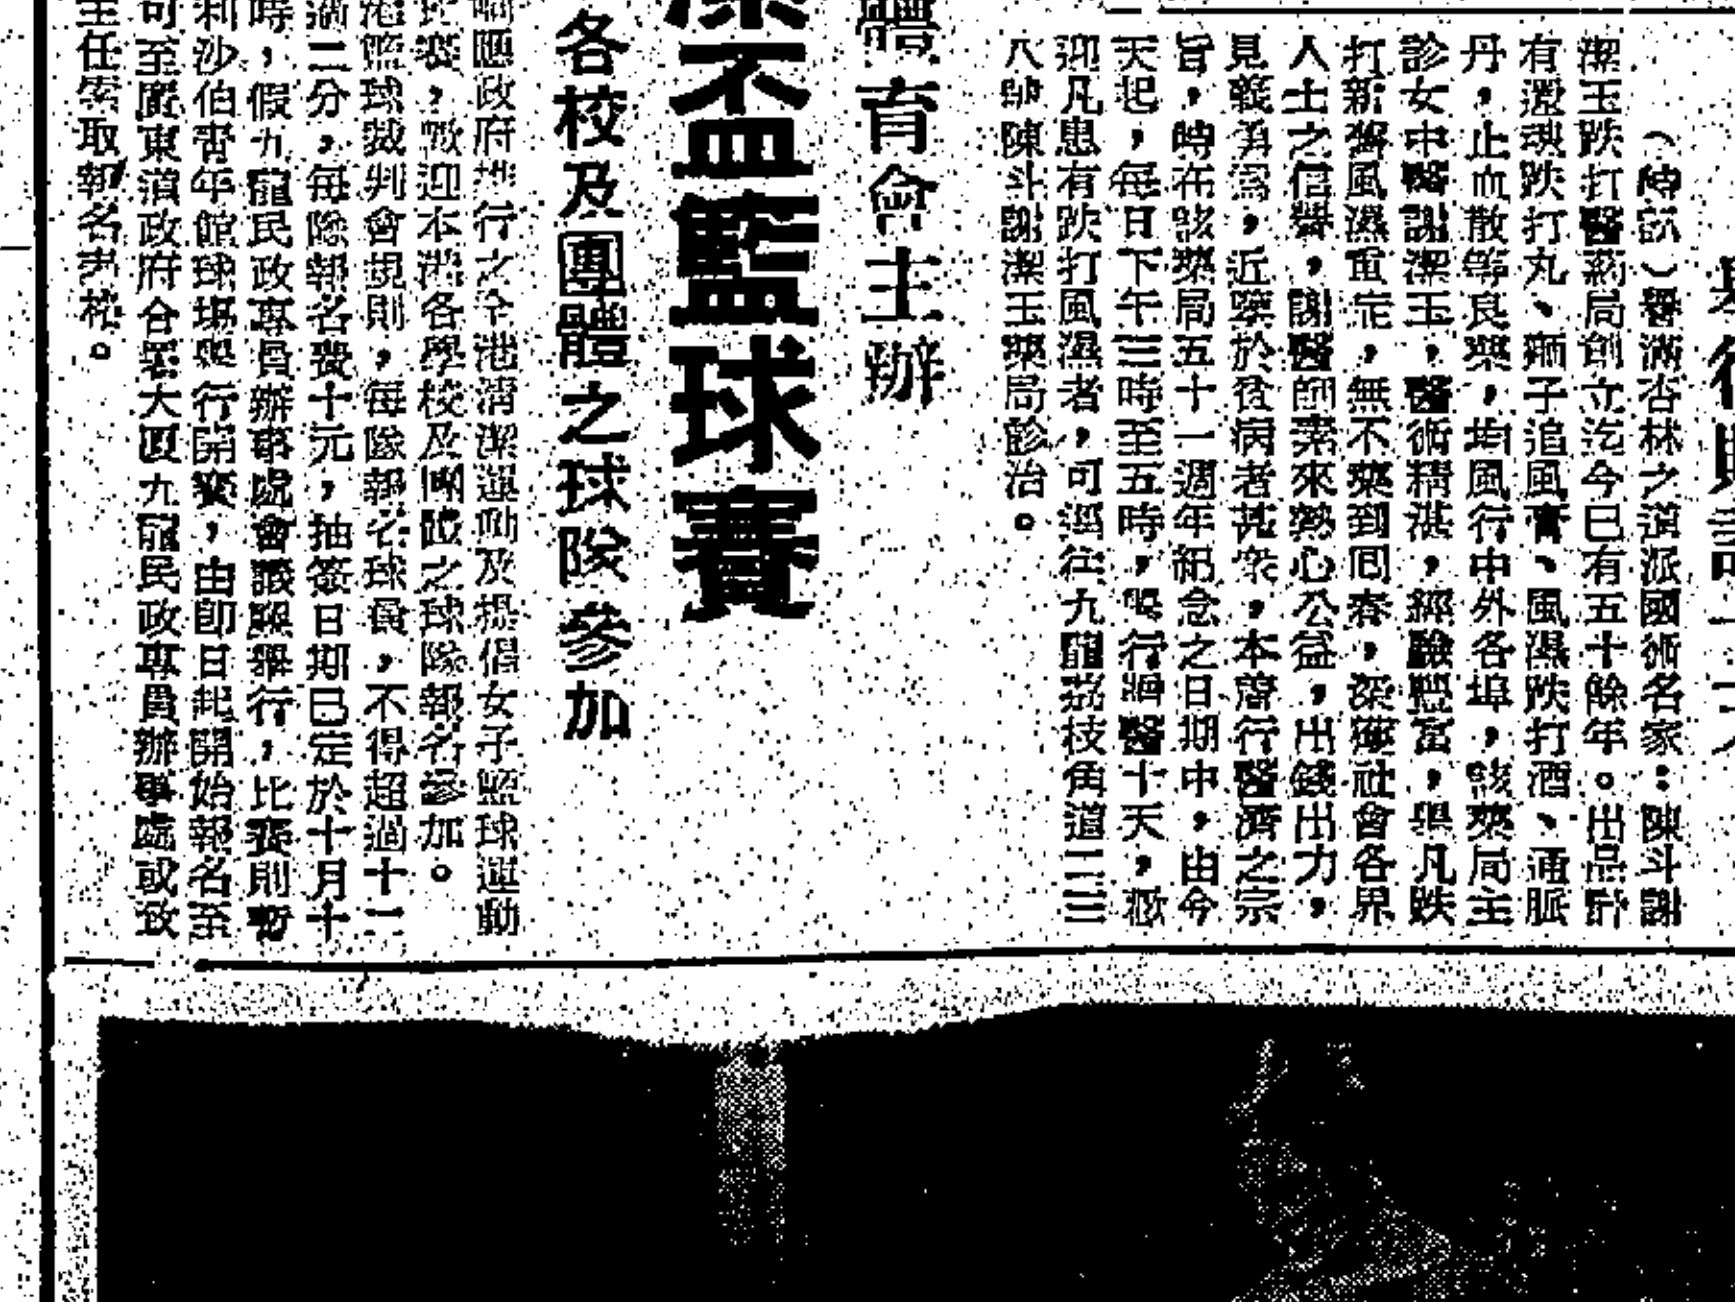 （時訊）譽滿杏林之道派國術名家：陳斗謝
潔玉跌打醫葯局創立迄今已有五十餘年。出品
有還魂跌打丸、獅子追風膏、風濕跌打酒、通脈
丹，止血散等良藥，均風行中外各埠，該藥局主
診女中醫謝潔玉，醫術精湛，經驗豐富，凡跌
打新舊風濕重症，無不藥到回春，深獲社會各界
人士之信譽，謝醫師素來熱心公益，出錢出力，
見義勇為，近鑒於貧病者甚衆，本着行醫濟之宗
旨，時在該藥局五十一週年紀念之日期中，由今
天起，每日下午三時至五時，舉行贈醫十天，歡
迎凡患有跌打風濕者，可逕往九龍荔枝角道二三
八號陳斗謝潔玉藥局診治。
體育會主辦
潔盃籃球賽
各校及團體之球隊參加
政府推行之全港清潔運動及提倡女子籃球運動
比賽，歡迎本港各學校及團體之球隊報名參加。
港籃球裁判會規則，每隊報名球員，不得超過十二
二分，每隊報名費十元，抽簽日期已定於十月十
時，假九龍民政專員辦事處會議廳舉行，比賽則暫
利沙伯青年館球場舉行開賽，由即日起開始報名至
可至廣東道政府合署大厦九龍民政專員辦事處或致
主任索取報名表格。